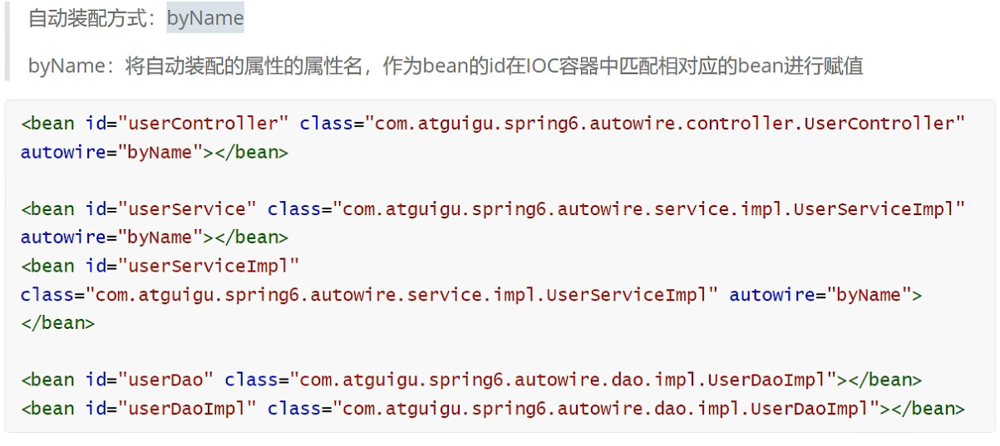 自动装配方式：byName
byName：将自动装配的属性的属性名，作为bean的id在IOC容器中匹配相对应的bean进行赋值
<bean id="userController" class="com.atguigu.spring6.autowire.controller.UserController"
autowire="byName"></bean>
<bean id="userService" class="com.atguigu.spring6.autowire.service.impl.UserServiceImpl"
autowire="byName"></bean>
<bean id="userServiceImpl"
class="com.atguigu.spring6.autowire.service.impl.UserServiceImpl" autowire="byName">
</bean>
<bean id="userDao" class="com.atguigu.spring6.autowire.dao.impl.UserDaoImpl"></bean>
<bean id="userDaoImpl" class="com.atguigu.spring6.autowire.dao.impl.UserDaoImpl"></bean>